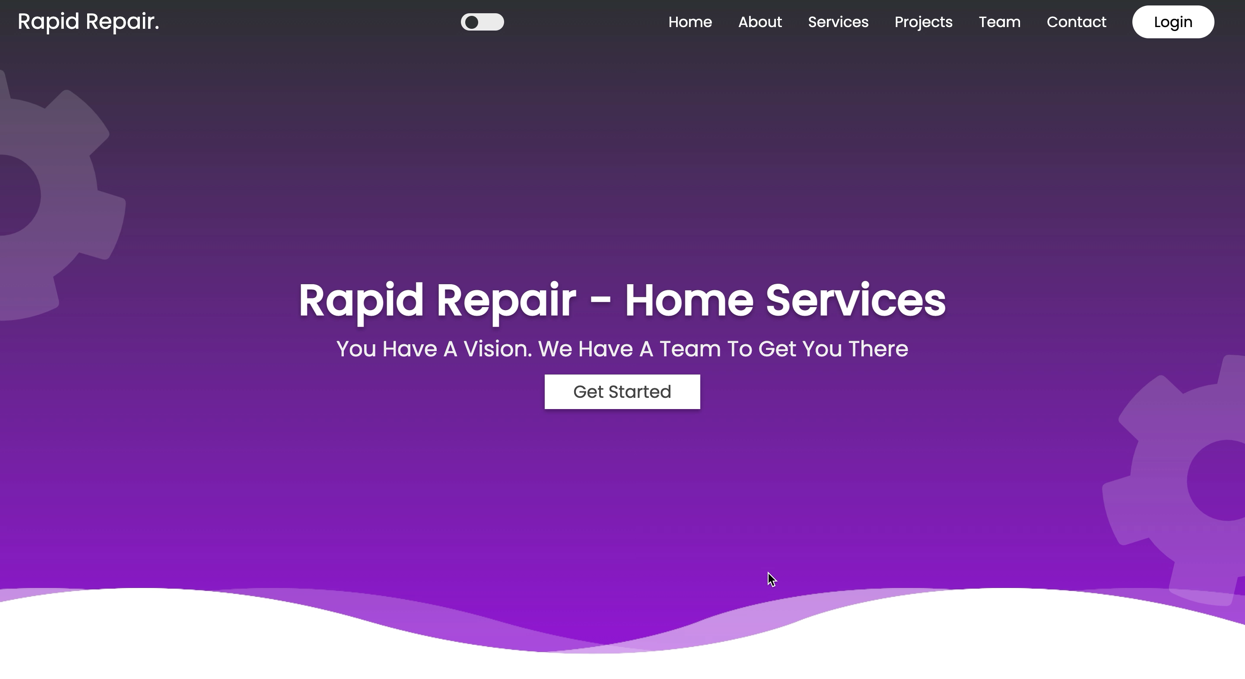 Rapid Repair.
Home
About
Services
Projects
Team
Contact
Login
Rapid Repair - Home Services
You Have A Vision. We Have A Team To Get You There
Get Started